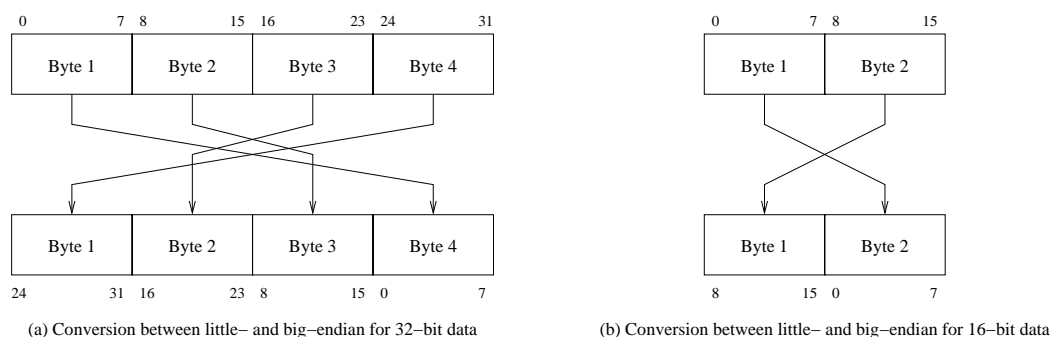 0 7 8 15 16 23 24 31
Byte 1 Byte 2 Byte 3 Byte 4
Byte 1 Byte 2 Byte 3 Byte 4
24 31 16 23 8 15 0 7
(a) Conversion between little− and big−endian for 32−bit data
0 7 8 15
Byte 1 Byte 2
Byte 1 Byte 2
8 15 0 7
(b) Conversion between little− and big−endian for 16−bit data